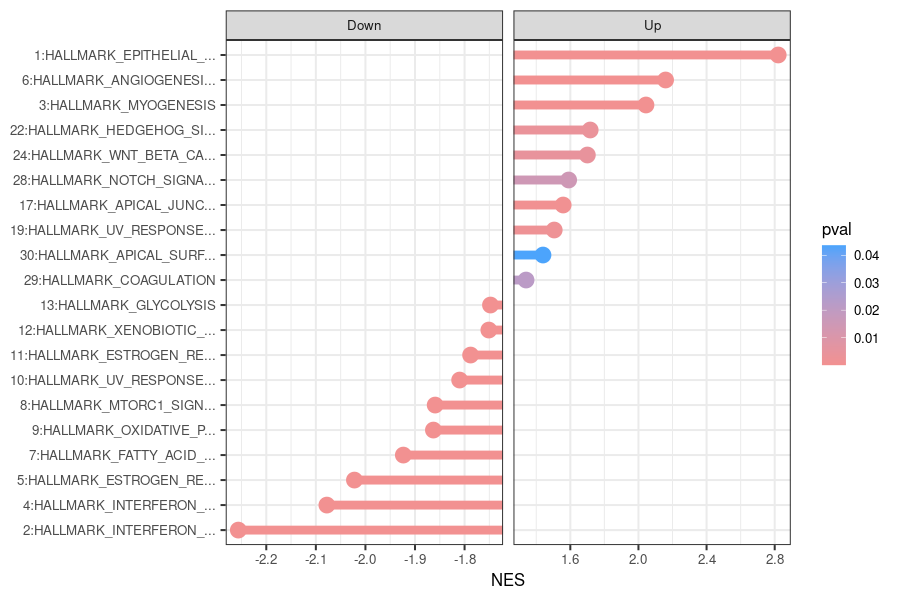 Down
Up
1:HALLMARK_EPITHELIAL_...
6:HALLMARK_ANGIOGENESI...
3:HALLMARK_MYOGENESIS
22:HALLMARK_HEDGEHOG_SI...
24:HALLMARK_WNT_BETA_CA...
28:HALLMARK_NOTCH_SIGNA...
17:HALLMARK_APICAL_JUNC...
19:HALLMARK_UV_RESPONSE...
30:HALLMARK_APICAL_SURF...
29:HALLMARK_COAGULATION
13:HALLMARK_GLYCOLYSIS
12:HALLMARK_XENOBIOTIC_...
11:HALLMARK_ESTROGEN_RE...
10:HALLMARK_UV_RESPONSE...
8:HALLMARK_MTORC1_SIGN...
9:HALLMARK_OXIDATIVE_P...
7:HALLMARK_FATTY_ACID_...
5:HALLMARK_ESTROGEN_RE...
4:HALLMARK_INTERFERON_...
2:HALLMARK_INTERFERON_...
-2.2 -2.1 -2.0 -1.9 -1.8
1.6 2.0 2.4 2.8
NES
pval
0.04
0.03
0.02
0.01